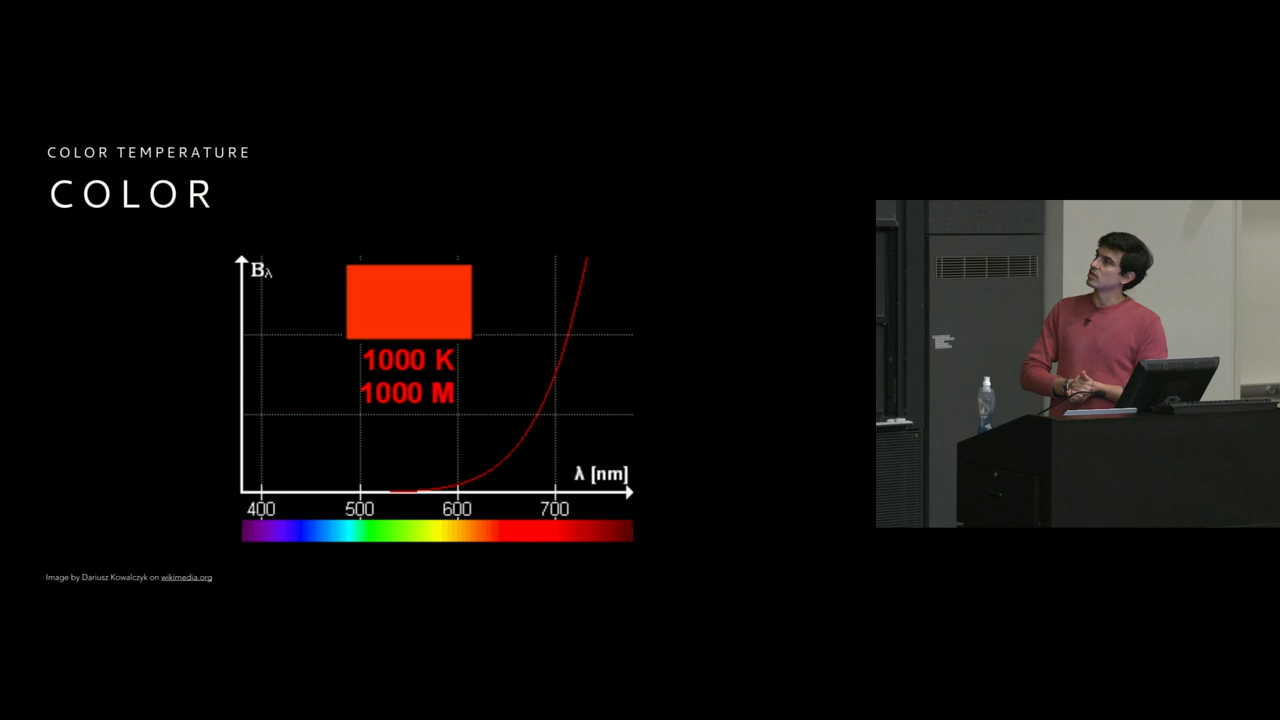 COLOR TEMPERATURE
COLOR
Bλ
1000 K
1000 M
λ [nm]
400 500 600 700
Image by Dariusz Kowalczyk on wikimedia.org